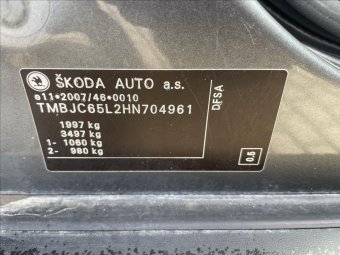 ŠKODA AUTO a.s.
e11*2007/46*0010
TMBJC65L2HN704961
1997 kg
3497 kg
1- 1060 kg
2- 980 kg
DFSA
0.5